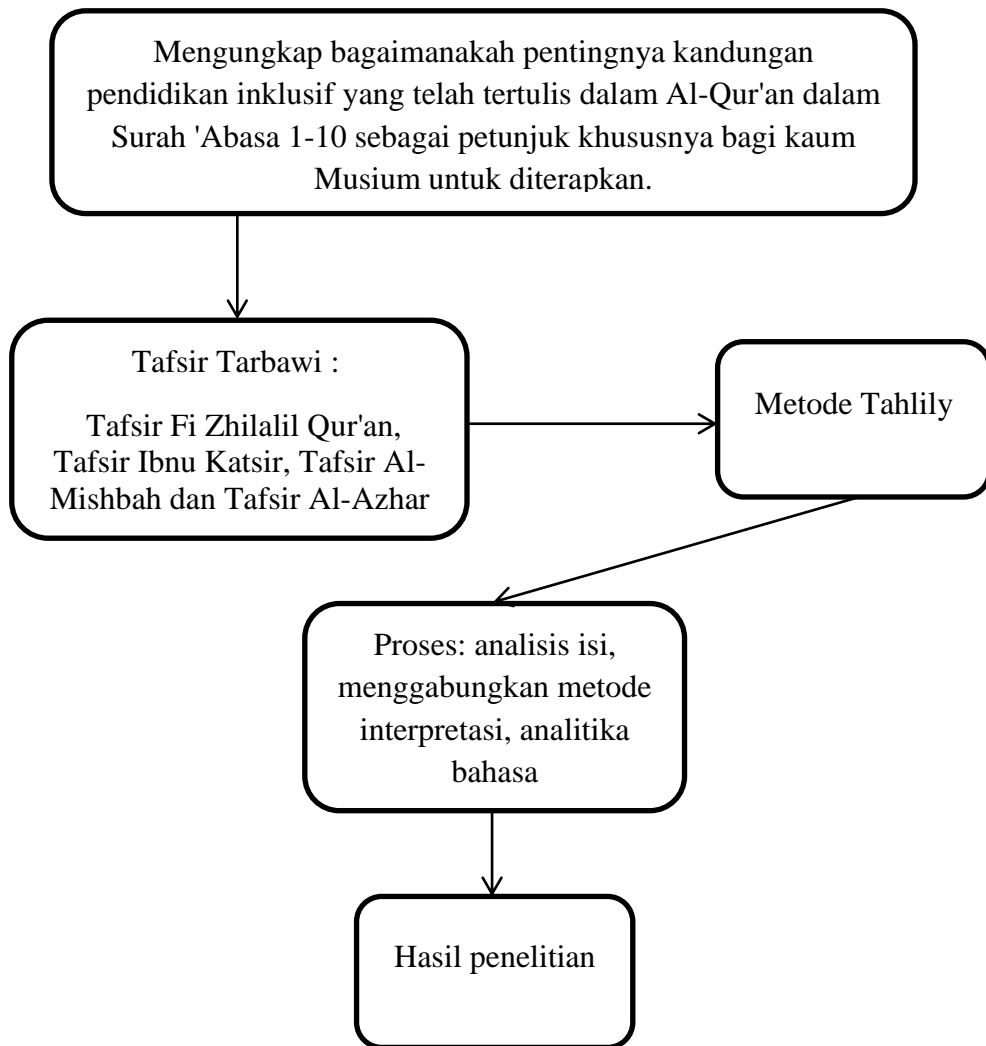 Mengungkap bagaimanakah pentingnya kandungan
pendidikan inklusif yang telah tertulis dalam Al-Qur'an dalam
Surah 'Abasa 1-10 sebagai petunjuk khususnya bagi kaum
Musium untuk diterapkan.
Tafsir Tarbawi :
Tafsir Fi Zhilalil Qur'an,
Tafsir Ibnu Katsir, Tafsir Al-
Mishbah dan Tafsir Al-Azhar
Metode Tahlily
Proses: analisis isi,
menggabungkan metode
interpretasi, analitika
bahasa
Hasil penelitian